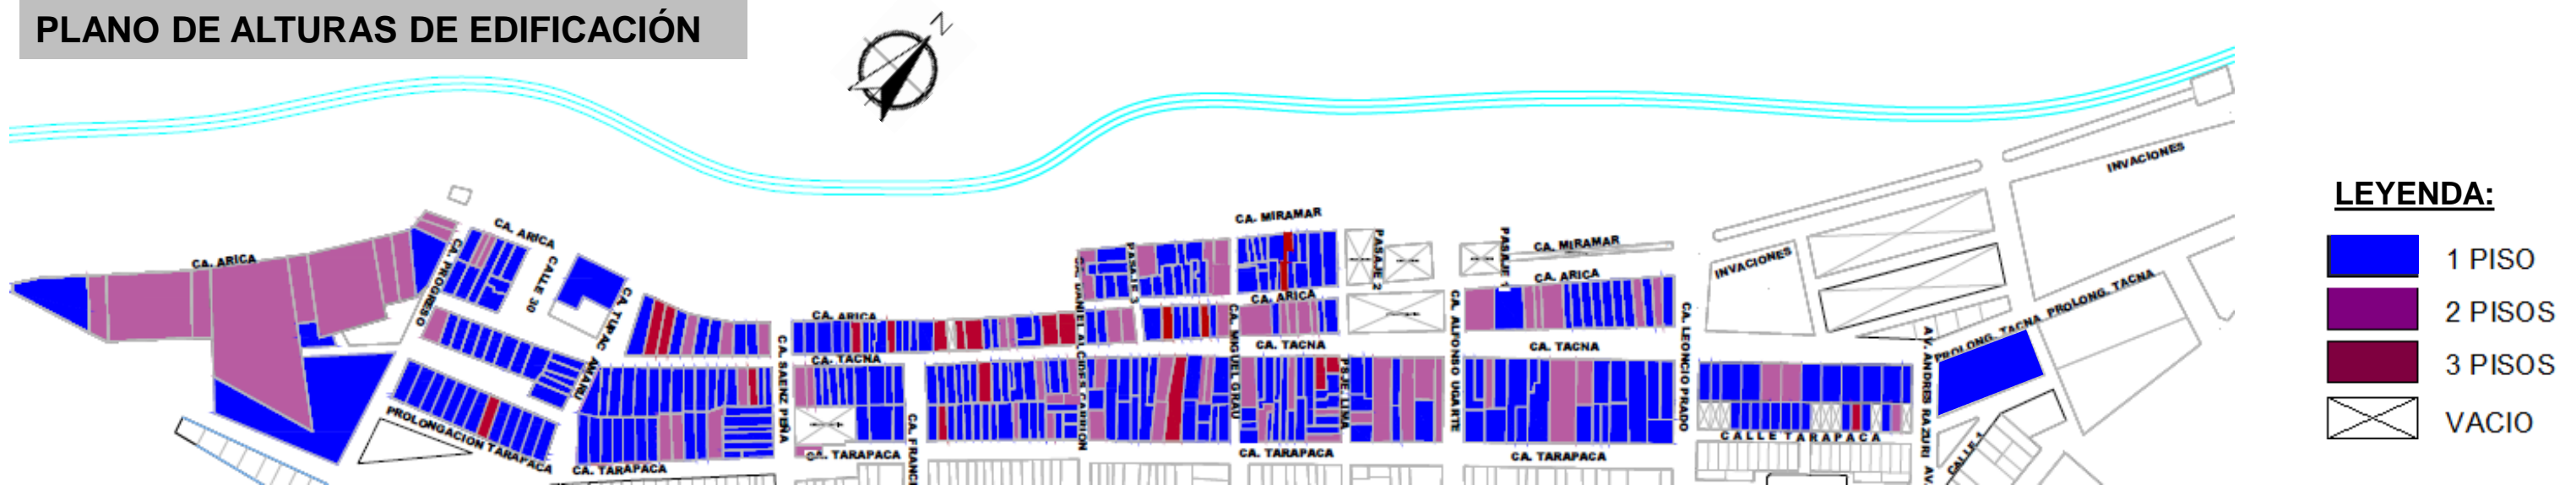 PLANO DE ALTURAS DE EDIFICACIÓN
N
CA. ARICA
CA. PROGRESO
CA. ARICA
CALLE 30
CA. TUPAC AMARU
PROLONGACION TARAPACA
CA. TARAPACA
CA. SAENZ PEÑA
CA. ARICA
CA. TACNA
CA. TARAPACA
CA. FRANCI
CA. DANIEL ALCIDES CARRION
PASAJE 3
CA. MIRAMAR
CA. ARICA
CA. MIGUEL GRAU
CA. TACNA
PSJE LIMA
CA. TARAPACA
PASAJE 2
CA. ALFONSO UGARTE
PASAJE 1
CA. MIRAMAR
CA. ARICA
CA. TACNA
CA. TARAPACA
CA. LEONCIO PRADO
INVACIONES
INVACIONES
PROLONG. TACNA PROLONG. TACNA
AV. ANDRES RAZURI AV.
CALLE TARAPACA
CALLE 1
LEYENDA:
1 PISO
2 PISOS
3 PISOS
VACIO